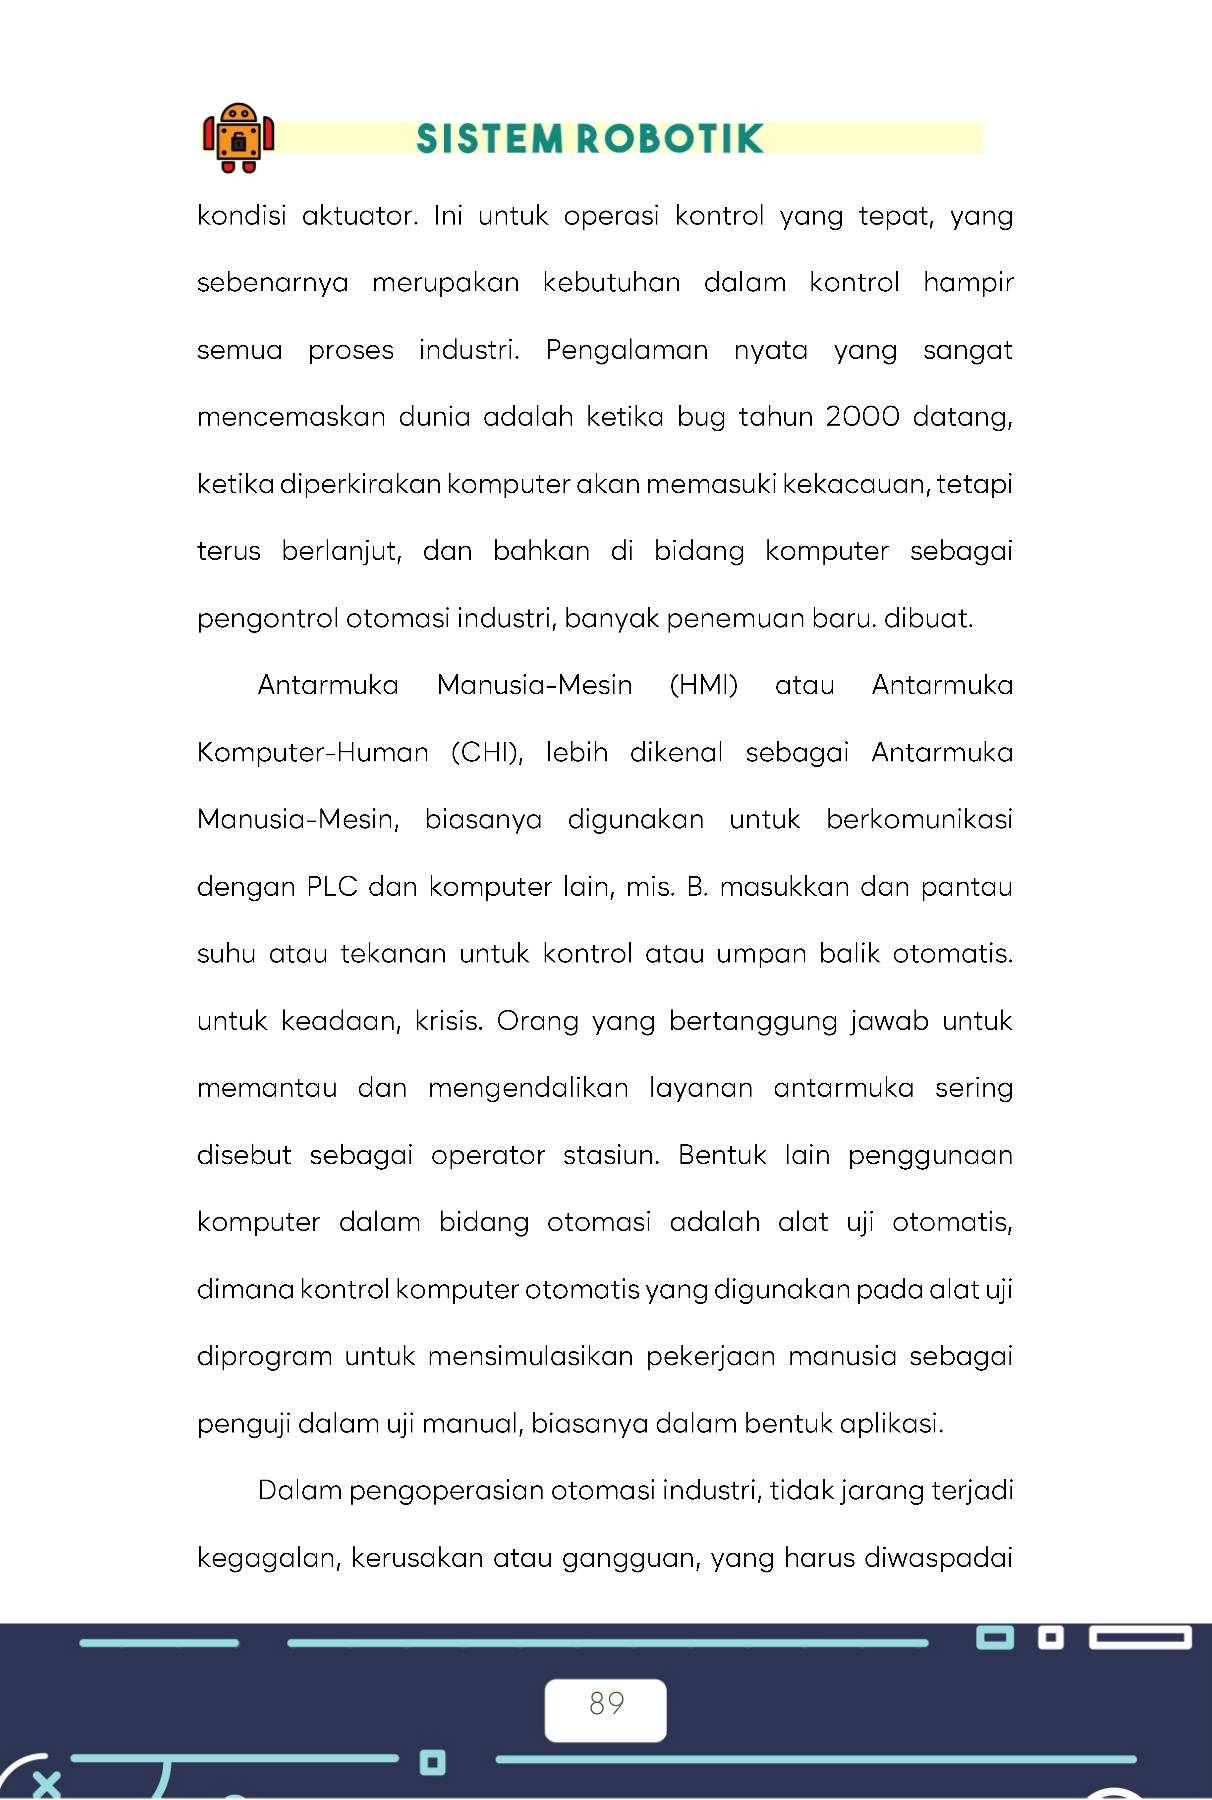 SISTEM ROBOTIK
kondisi aktuator. Ini untuk operasi kontrol yang tepat, yang
sebenarnya merupakan kebutuhan dalam kontrol hampir
semua proses industri. Pengalaman nyata yang sangat
mencemaskan dunia adalah ketika bug tahun 2000 datang,
ketika diperkirakan komputer akan memasuki kekacauan, tetapi
terus berlanjut, dan bahkan di bidang komputer sebagai
pengontrol otomasi industri, banyak penemuan baru. dibuat.
Antarmuka Manusia-Mesin (HMI) atau Antarmuka
Komputer-Human (CHI), lebih dikenal sebagai Antarmuka
Manusia-Mesin, biasanya digunakan untuk berkomunikasi
dengan PLC dan komputer lain, mis. B. masukkan dan pantau
suhu atau tekanan untuk kontrol atau umpan balik otomatis.
untuk keadaan, krisis. Orang yang bertanggung jawab untuk
memantau dan mengendalikan layanan antarmuka sering
disebut sebagai operator stasiun. Bentuk lain penggunaan
komputer dalam bidang otomasi adalah alat uji otomatis,
dimana kontrol komputer otomatis yang digunakan pada alat uji
diprogram untuk mensimulasikan pekerjaan manusia sebagai
penguji dalam uji manual, biasanya dalam bentuk aplikasi.
Dalam pengoperasian otomasi industri, tidak jarang terjadi
kegagalan, kerusakan atau gangguan, yang harus diwaspadai
89